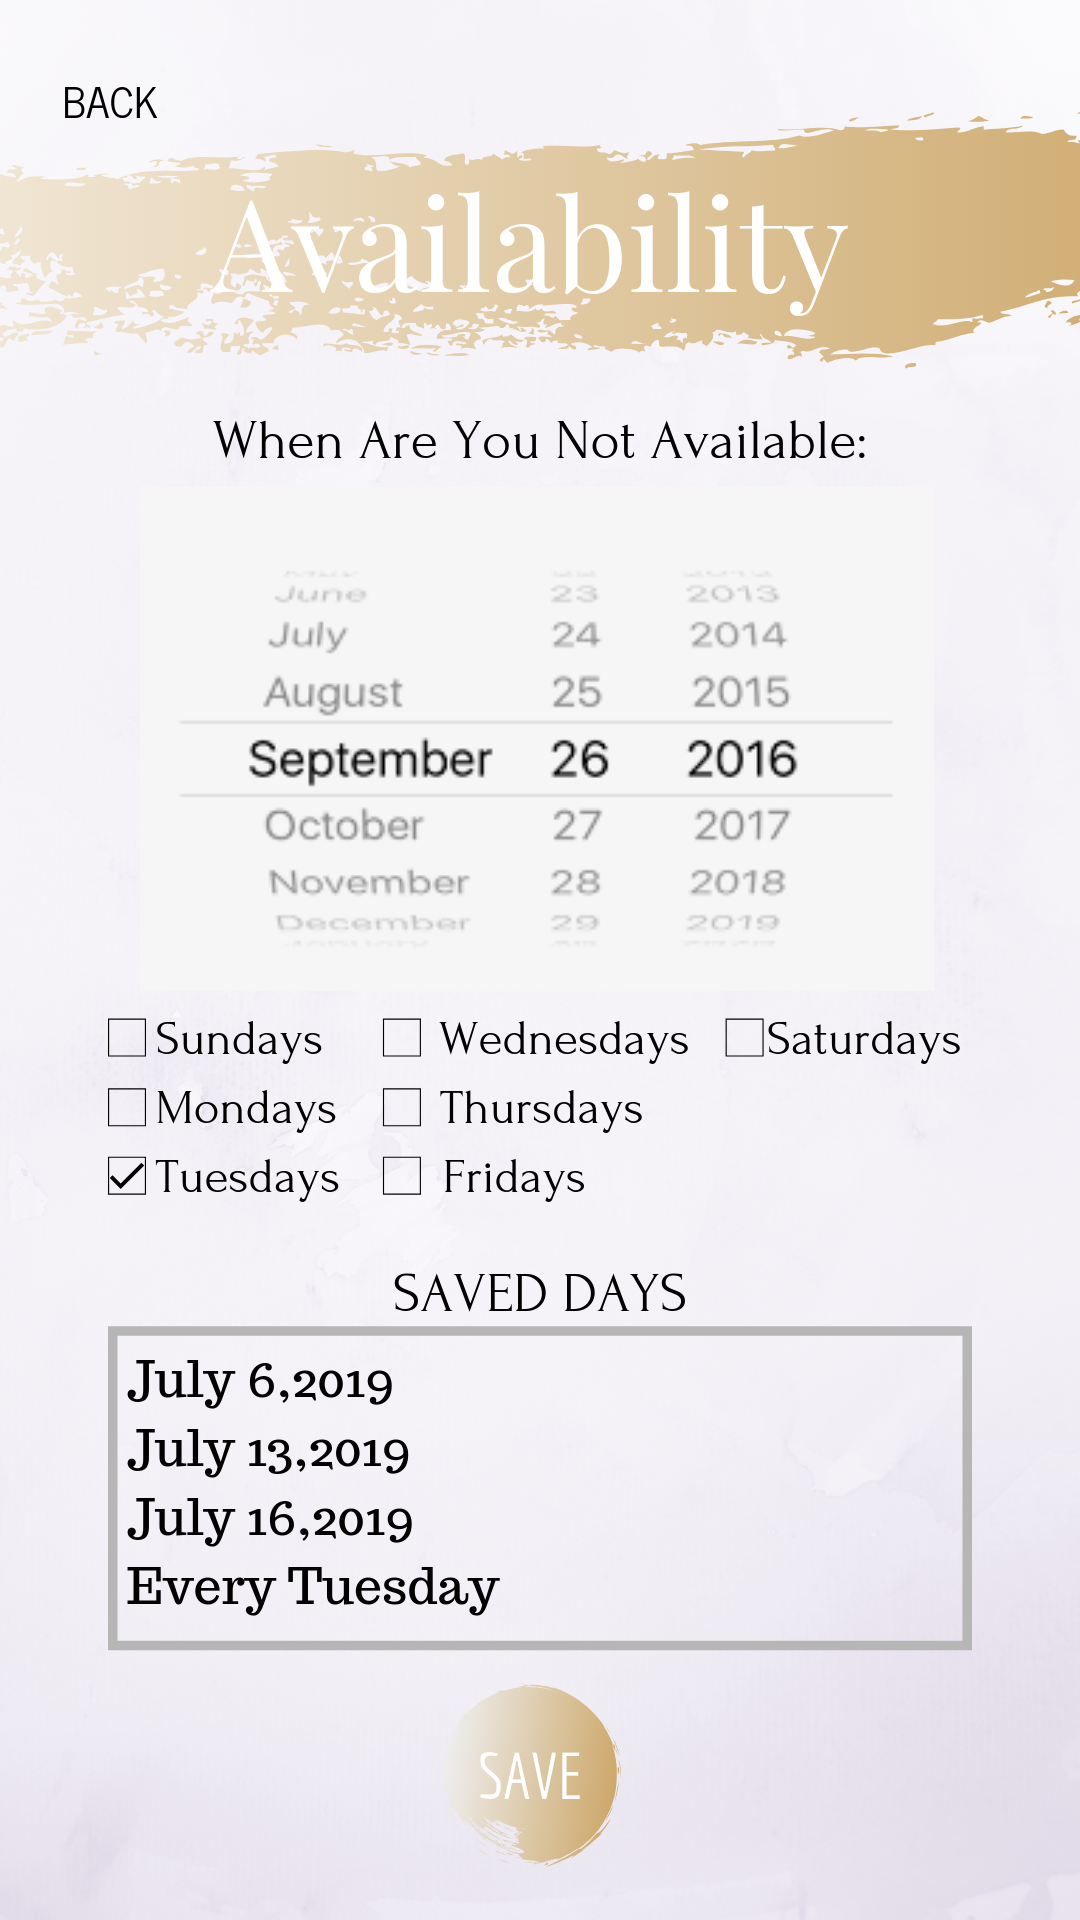 BACK
Availability
When Are You Not Available:
June 23 2013
July 24 2014
August 25 2015
September 26 2016
October 27 2017
November 28 2018
December 29 2019
Sundays Wednesdays Saturdays
Mondays Thursdays
Tuesdays Fridays
SAVED DAYS
July 6,2019
July 13,2019
July 16,2019
Every Tuesday
SAVE